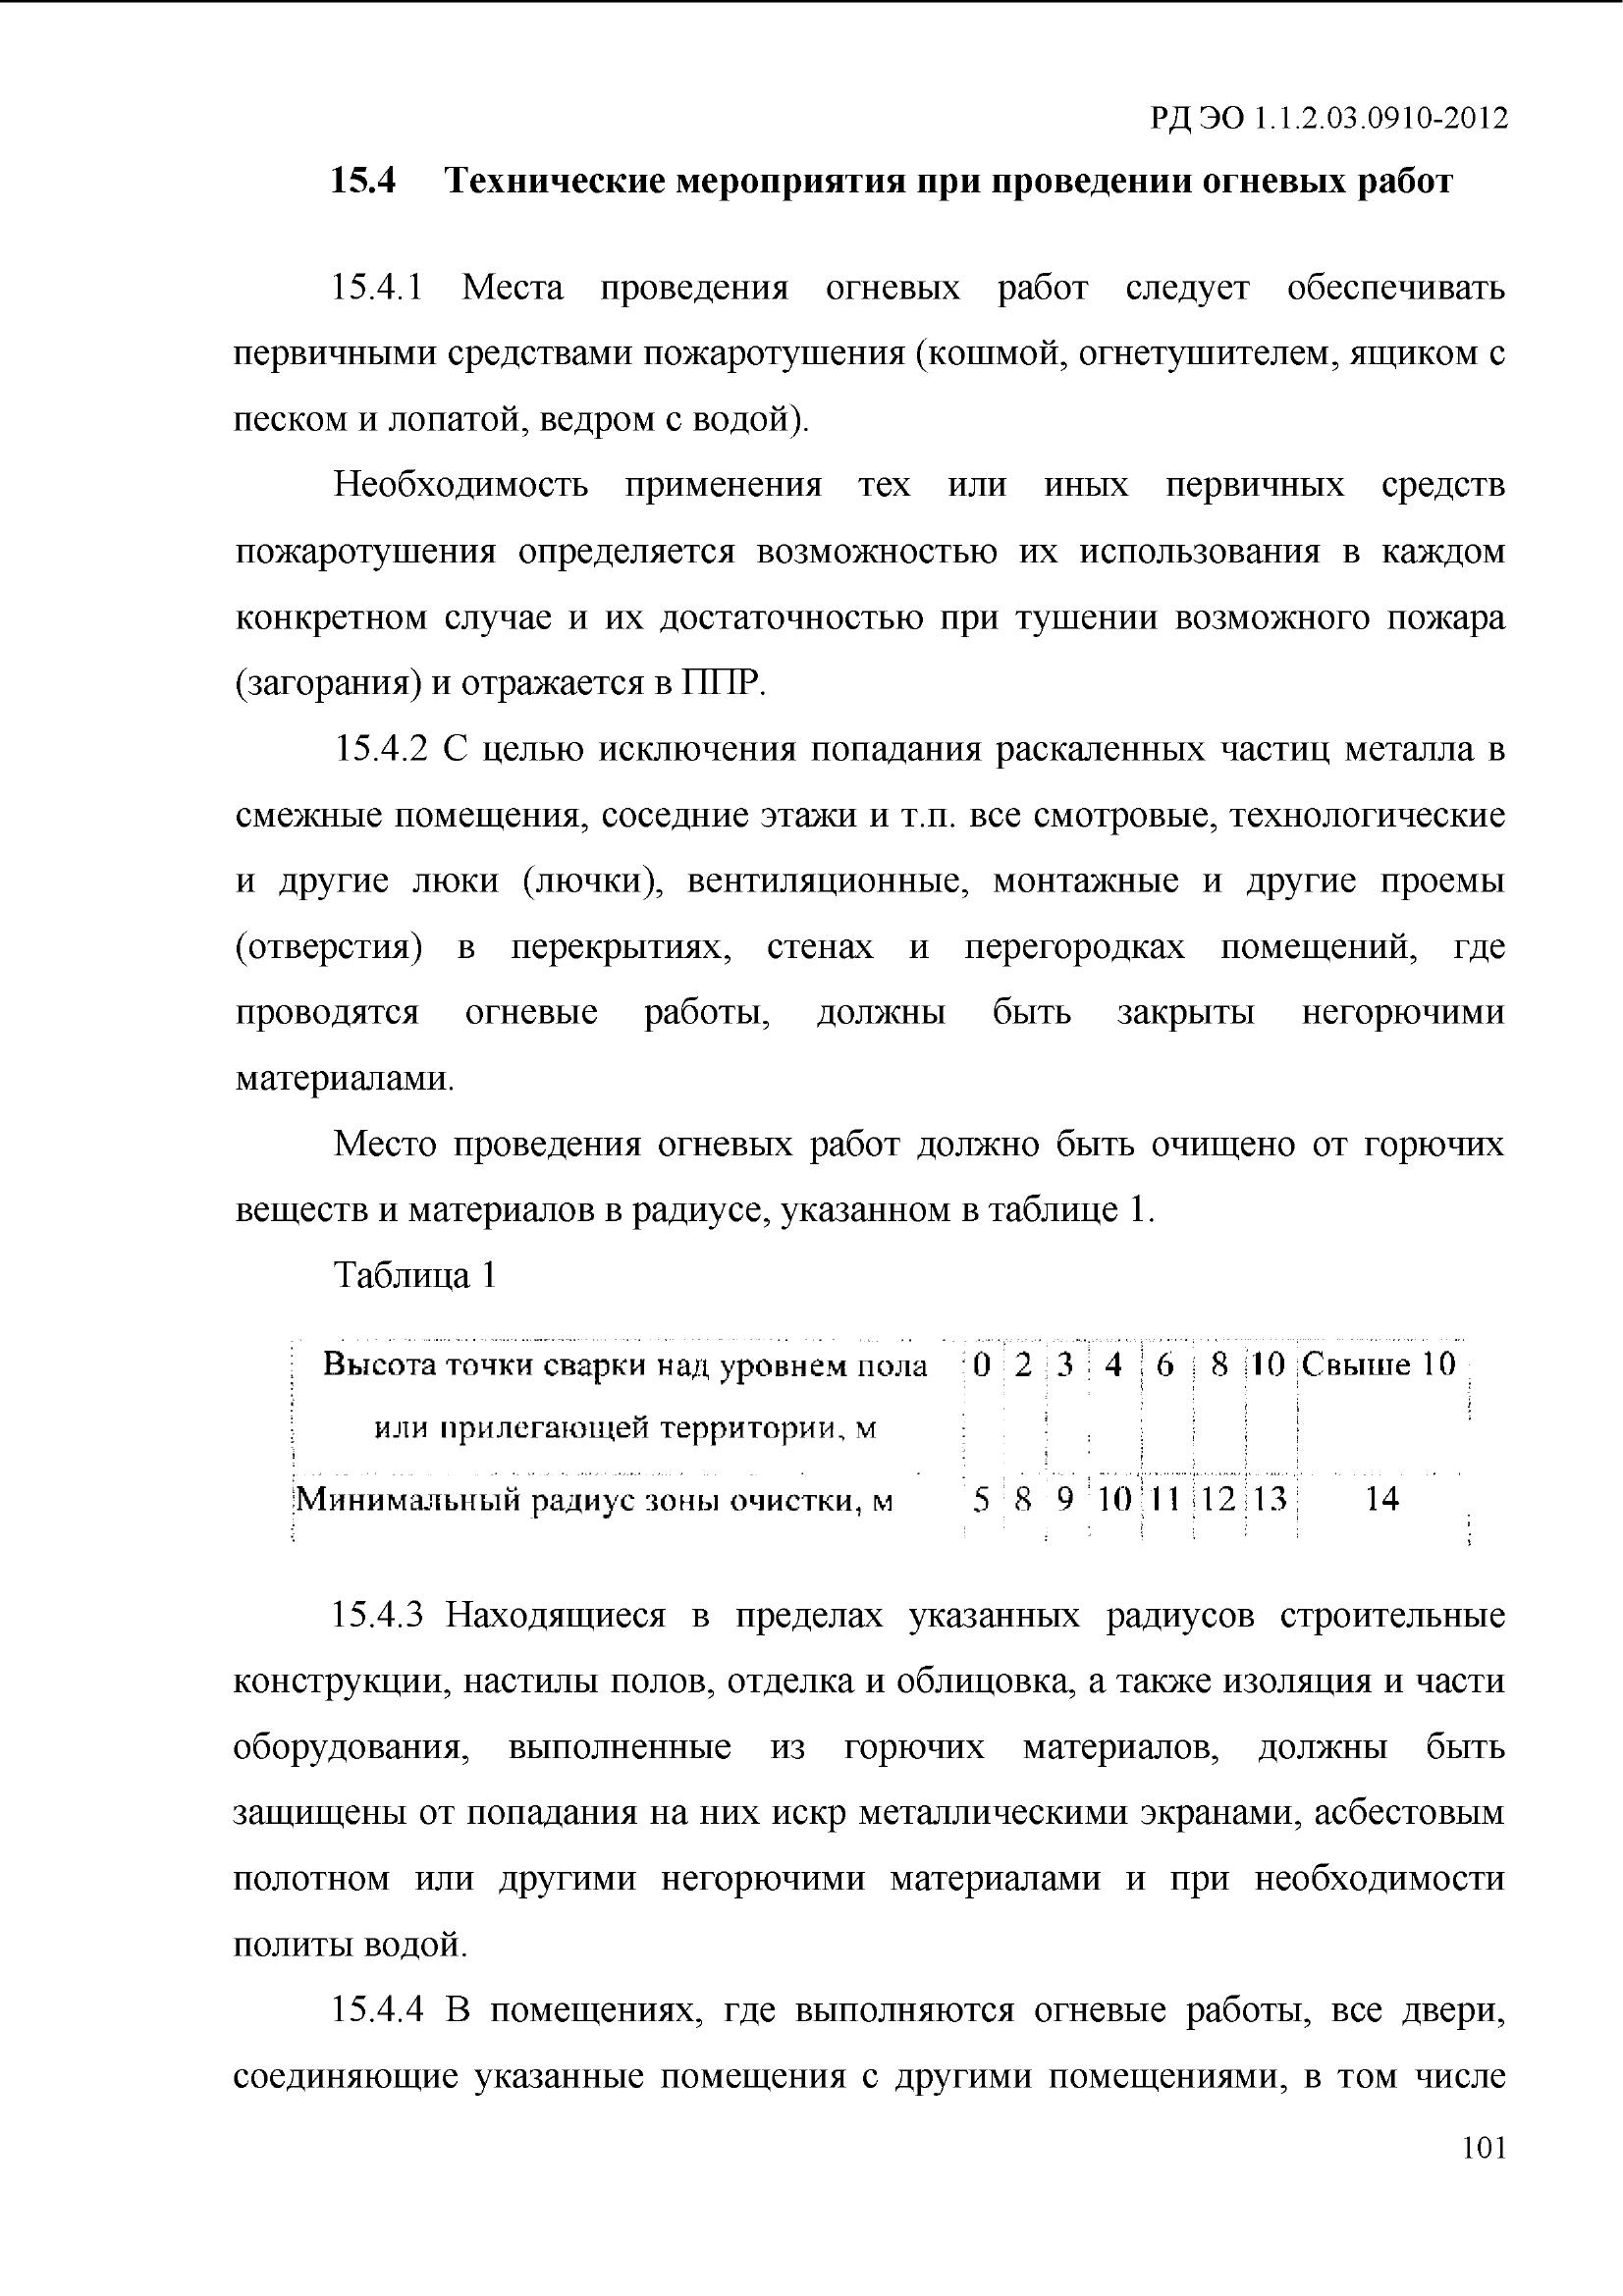 РД ЭО 1.1.2.03.0910-2012
15.4 Технические мероприятия при проведении огневых работ
15.4.1 Места проведения огневых работ следует обеспечивать
первичными средствами пожаротушения (кошмой, огнетушителем, ящиком с
песком и лопатой, ведром с водой).
Необходимость применения тех или иных первичных средств
пожаротушения определяется возможностью их использования в каждом
конкретном случае и их достаточностью при тушении возможного пожара
(загорания) и отражается в ППР.
15.4.2 С целью исключения попадания раскаленных частиц металла в
смежные помещения, соседние этажи и т.п. все смотровые, технологические
и другие люки (лючки), вентиляционные, монтажные и другие проемы
(отверстия) в перекрытиях, стенах и перегородках помещений, где
проводятся огневые работы, должны быть закрыты негорючими
материалами.
Место проведения огневых работ должно быть очищено от горючих
веществ и материалов в радиусе, указанном в таблице 1.
Таблица 1
Высота точки сварки над уровнем пола 0 2 3 4 6 8 10 Свыше 10
или прилегающей территории, м
Минимальный радиус зоны очистки, м 5 8 9 10 11 12 13 14
15.4.3 Находящиеся в пределах указанных радиусов строительные
конструкции, настилы полов, отделка и облицовка, а также изоляция и части
оборудования, выполненные из горючих материалов, должны быть
защищены от попадания на них искр металлическими экранами, асбестовым
полотном или другими негорючими материалами и при необходимости
политы водой.
15.4.4 В помещениях, где выполняются огневые работы, все двери,
соединяющие указанные помещения с другими помещениями, в том числе
101